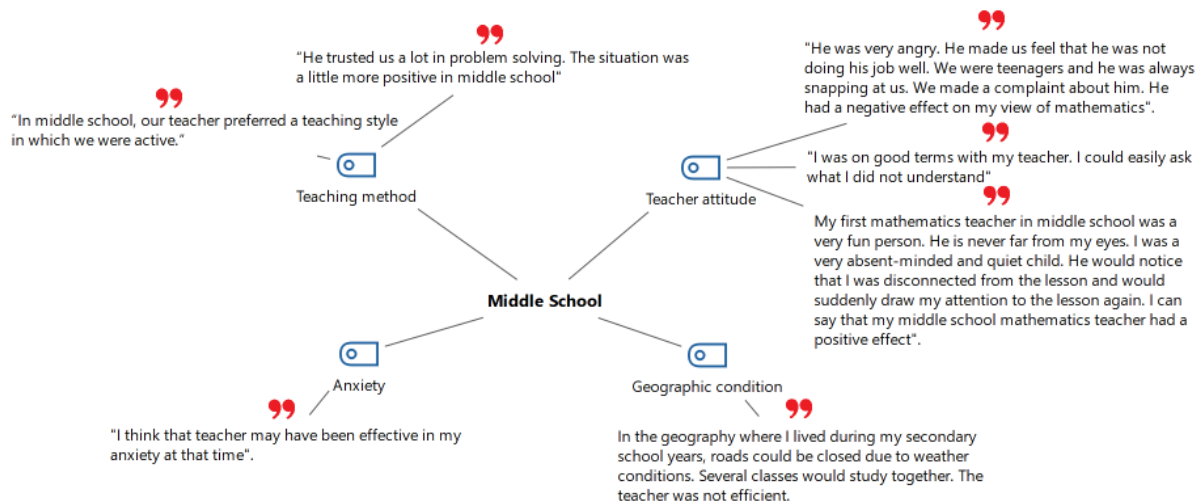 “He trusted us a lot in problem solving. The situation was
a little more positive in middle school"
“In middle school, our teacher preferred a teaching style
in which we were active.”
Teaching method
"He was very angry. He made us feel that he was not
doing his job well. We were teenagers and he was always
snapping at us. We made a complaint about him. He
had a negative effect on my view of mathematics".
"I was on good terms with my teacher. I could easily ask
what I did not understand"
My first mathematics teacher in middle school was a
very fun person. He is never far from my eyes. I was a
very absent-minded and quiet child. He would notice
that I was disconnected from the lesson and would
suddenly draw my attention to the lesson again. I can
say that my middle school mathematics teacher had a
positive effect".
Teacher attitude
Middle School
Anxiety
"I think that teacher may have been effective in my
anxiety at that time".
Geographic condition
In the geography where I lived during my secondary
school years, roads could be closed due to weather
conditions. Several classes would study together. The
teacher was not efficient.